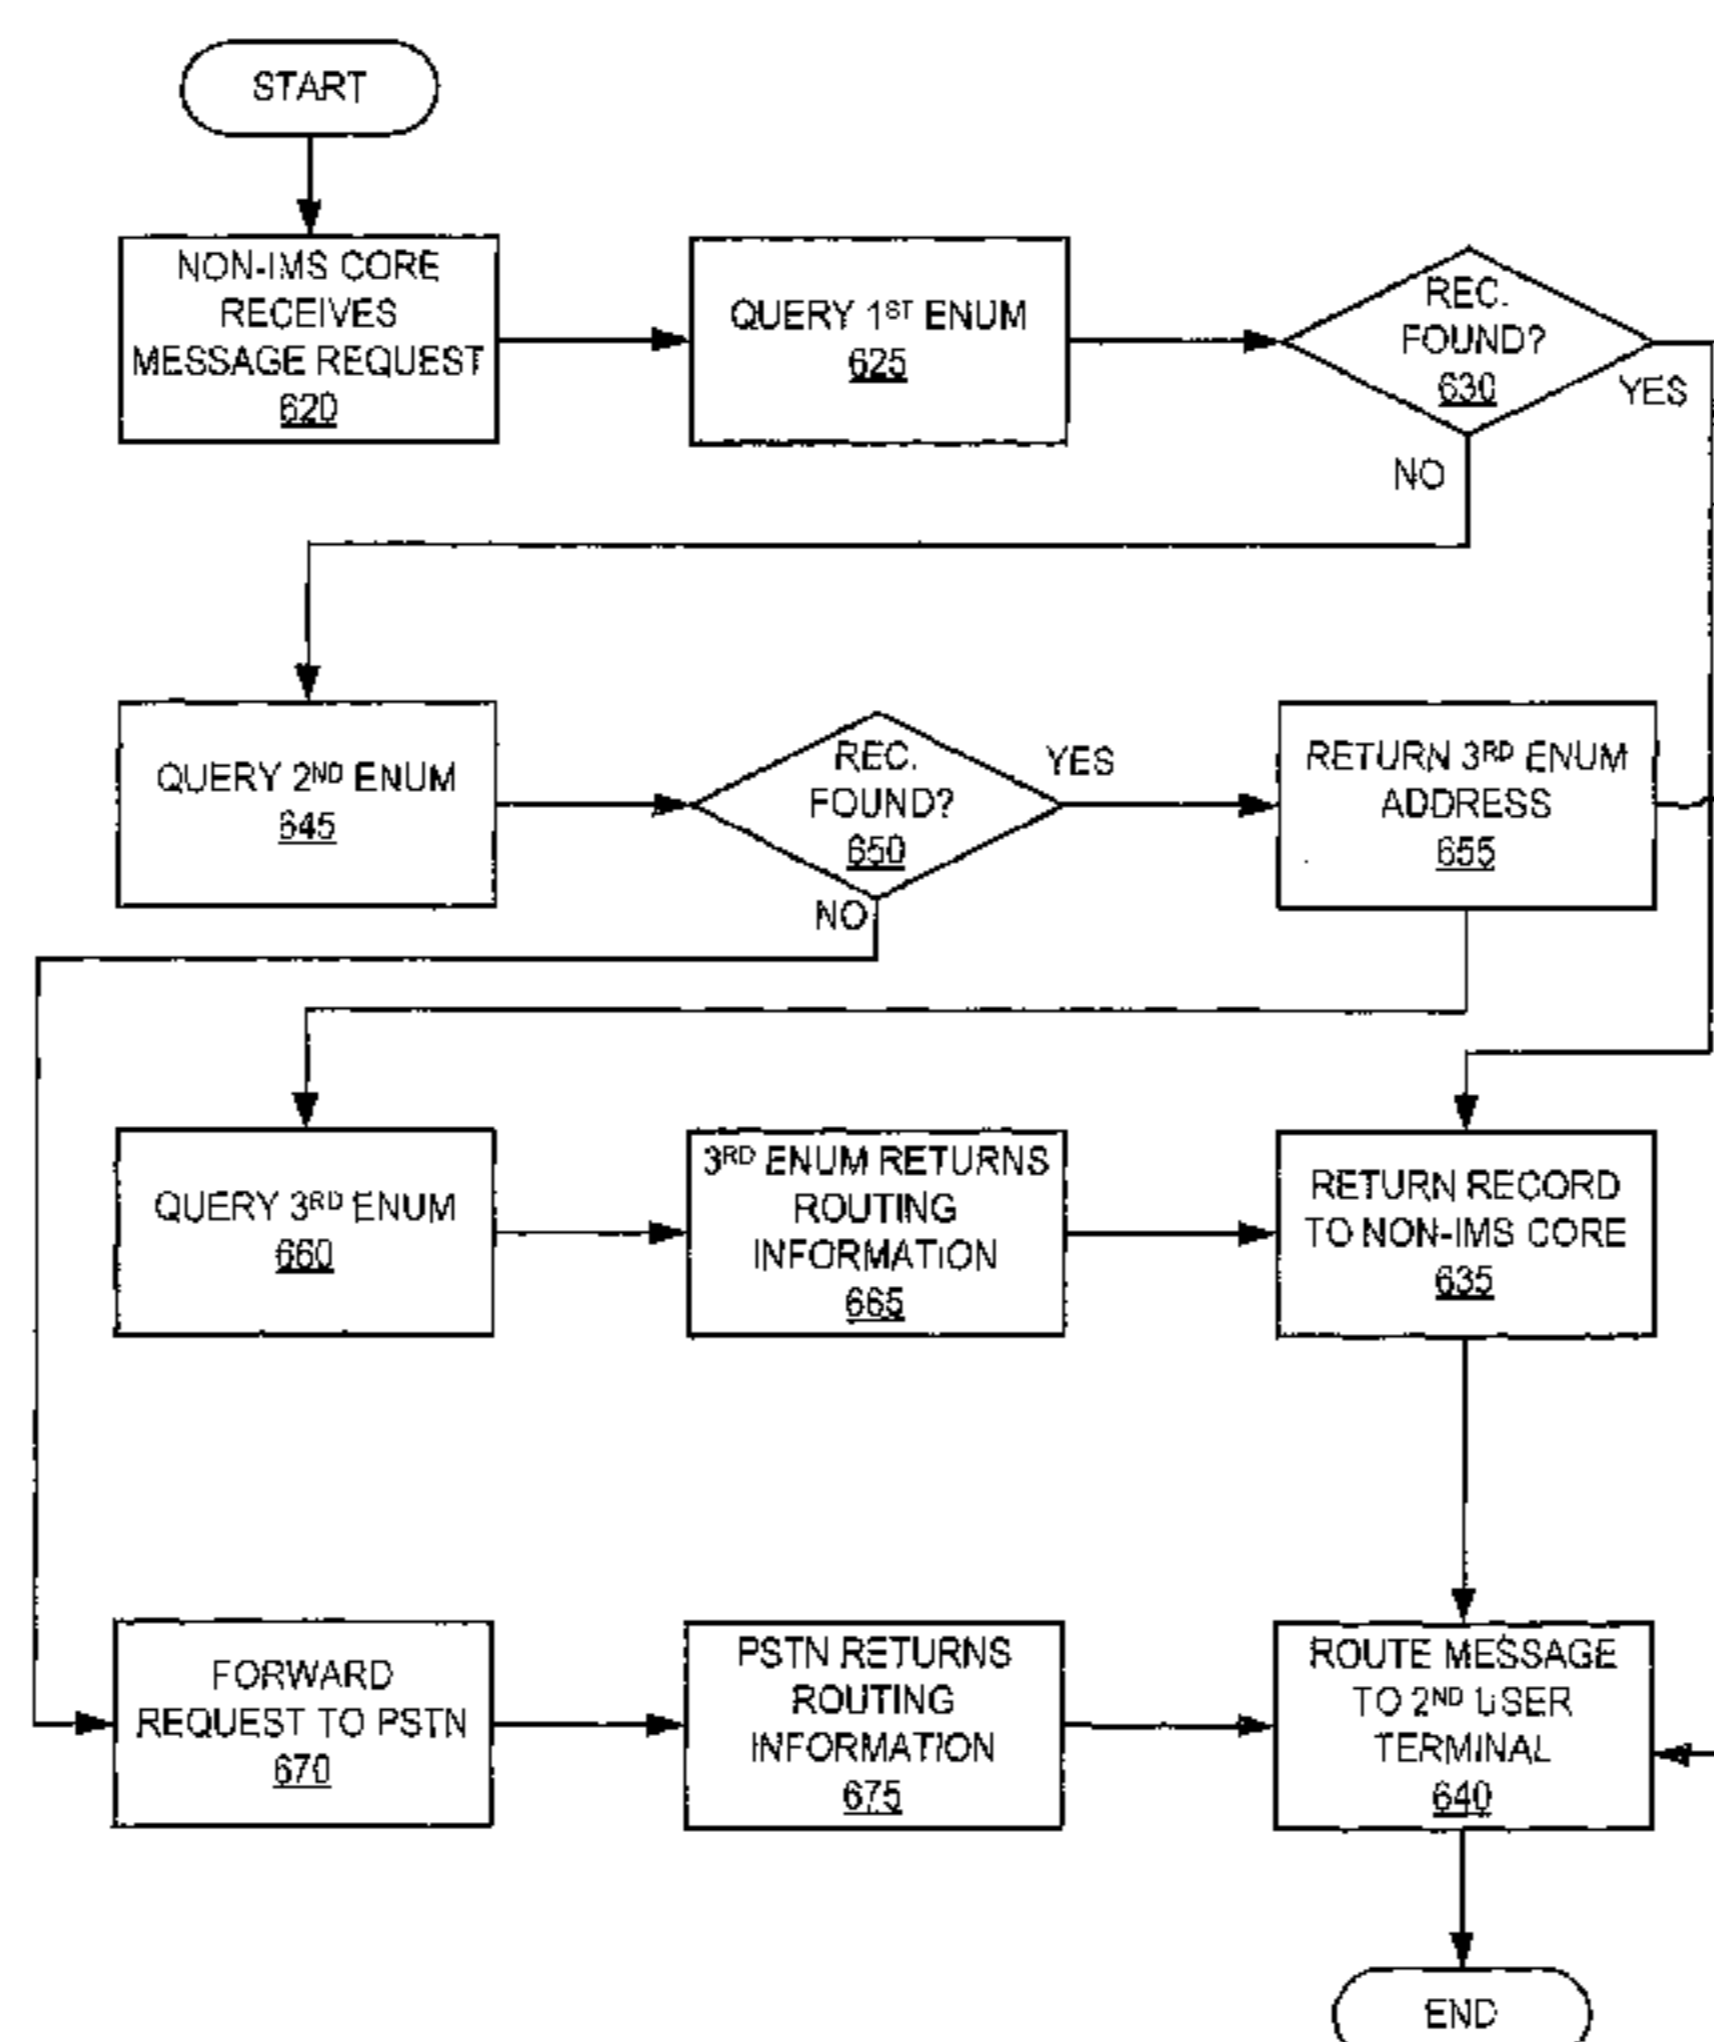 START
NON-IMS CORE
RECEIVES
MESSAGE REQUEST
620
QUERY 1ST ENUM
625
REC.
FOUND?
630
YES
NO
QUERY 2ND ENUM
645
REC.
FOUND?
650
YES
NO
RETURN 3RD ENUM
ADDRESS
655
QUERY 3RD ENUM
660
3RD ENUM RETURNS
ROUTING
INFORMATION
665
RETURN RECORD
TO NON-IMS CORE
635
FORWARD
REQUEST TO PSTN
670
PSTN RETURNS
ROUTING
INFORMATION
675
ROUTE MESSAGE
TO 2ND USER
TERMINAL
640
END